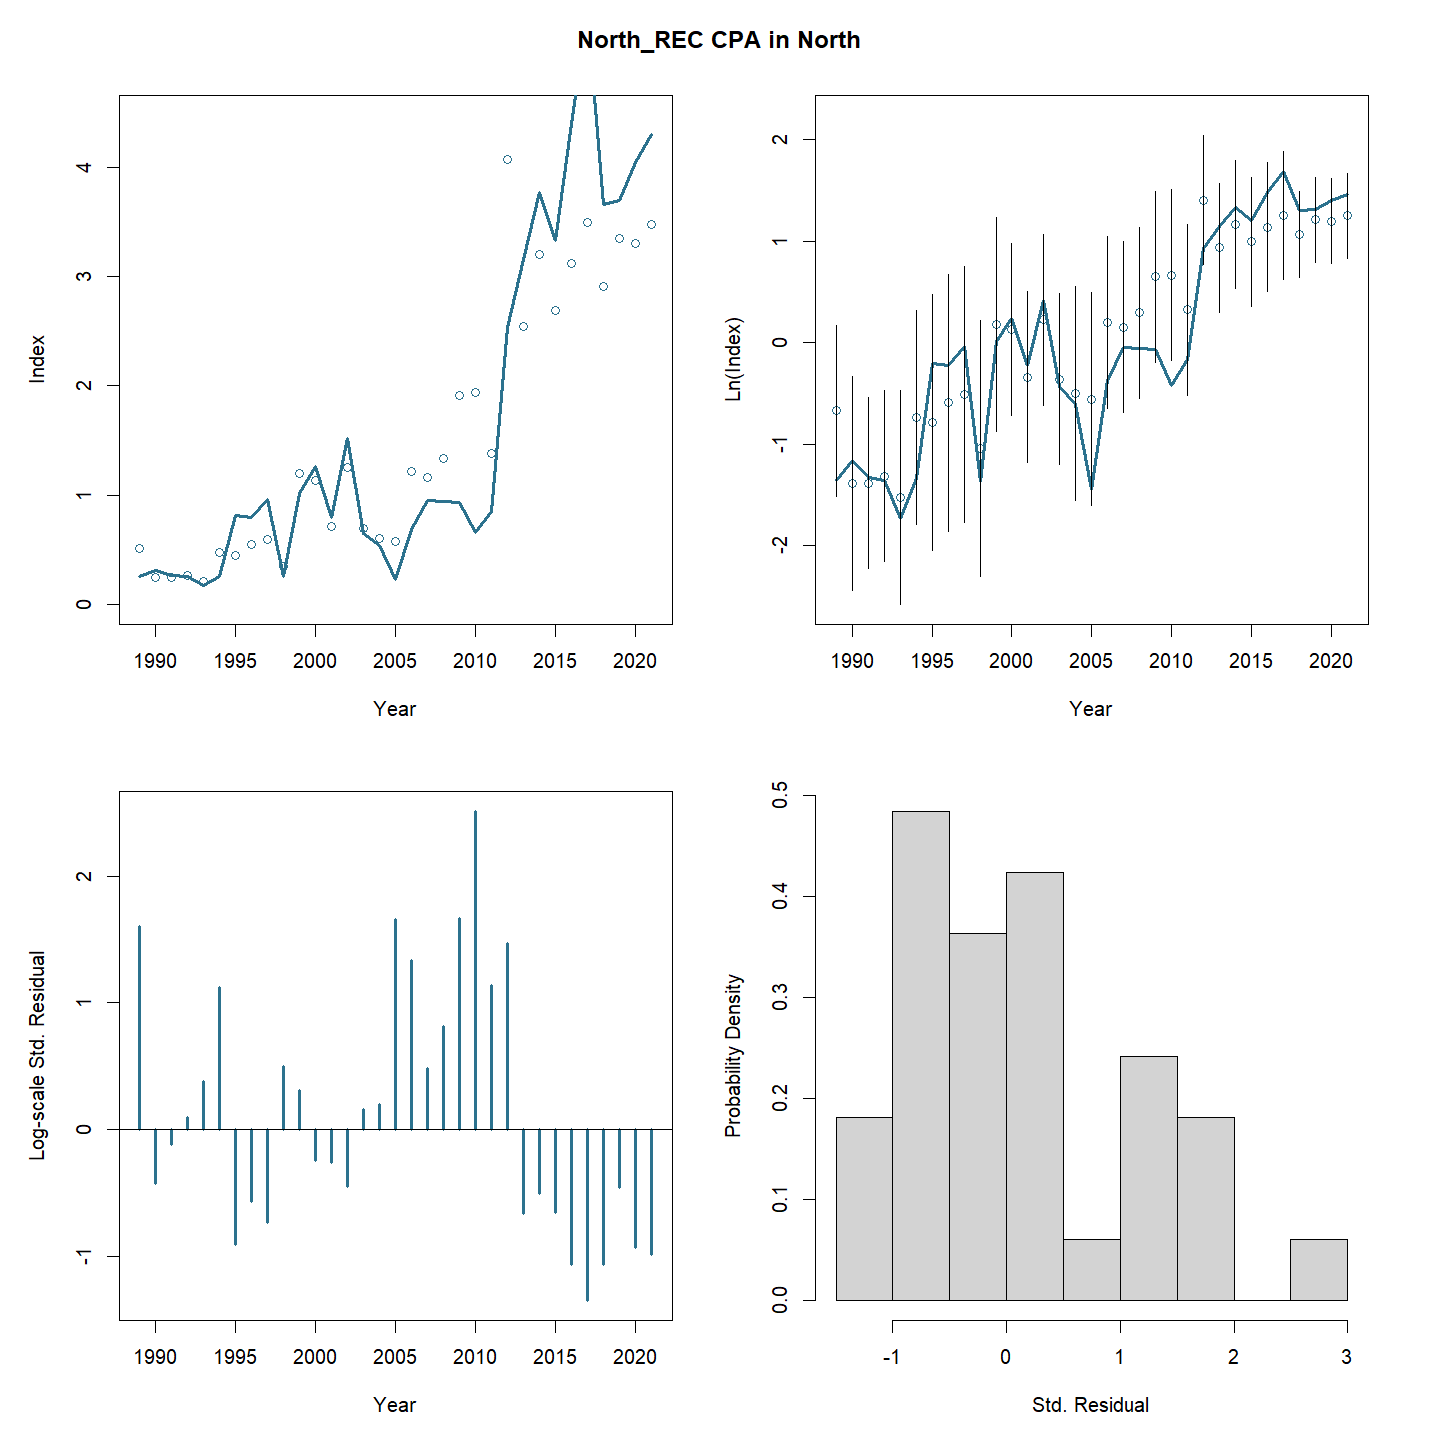 North_REC CPA in North
Index
4
3
2
1
0
1990 1995 2000 2005 2010 2015 2020
Year
Ln(Index)
2
1
0
-1
-2
1990 1995 2000 2005 2010 2015 2020
Year
Log-scale Std. Residual
2
1
0
-1
1990 1995 2000 2005 2010 2015 2020
Year
Probability Density
0.5
0.4
0.3
0.2
0.1
0.0
-1 0 1 2 3
Std. Residual